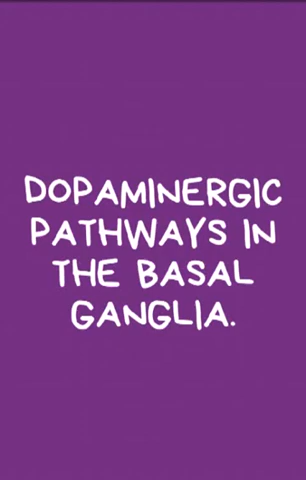 DOPAMINERGIC
PATHWAYS IN
THE BASAL
GANGLIA.